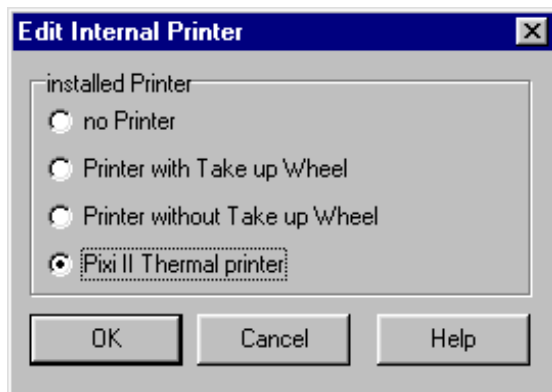 Edit Internal Printer
installed Printer
no Printer
Printer with Take up Wheel
Printer without Take up Wheel
Pixi II Thermal printer
OK Cancel Help